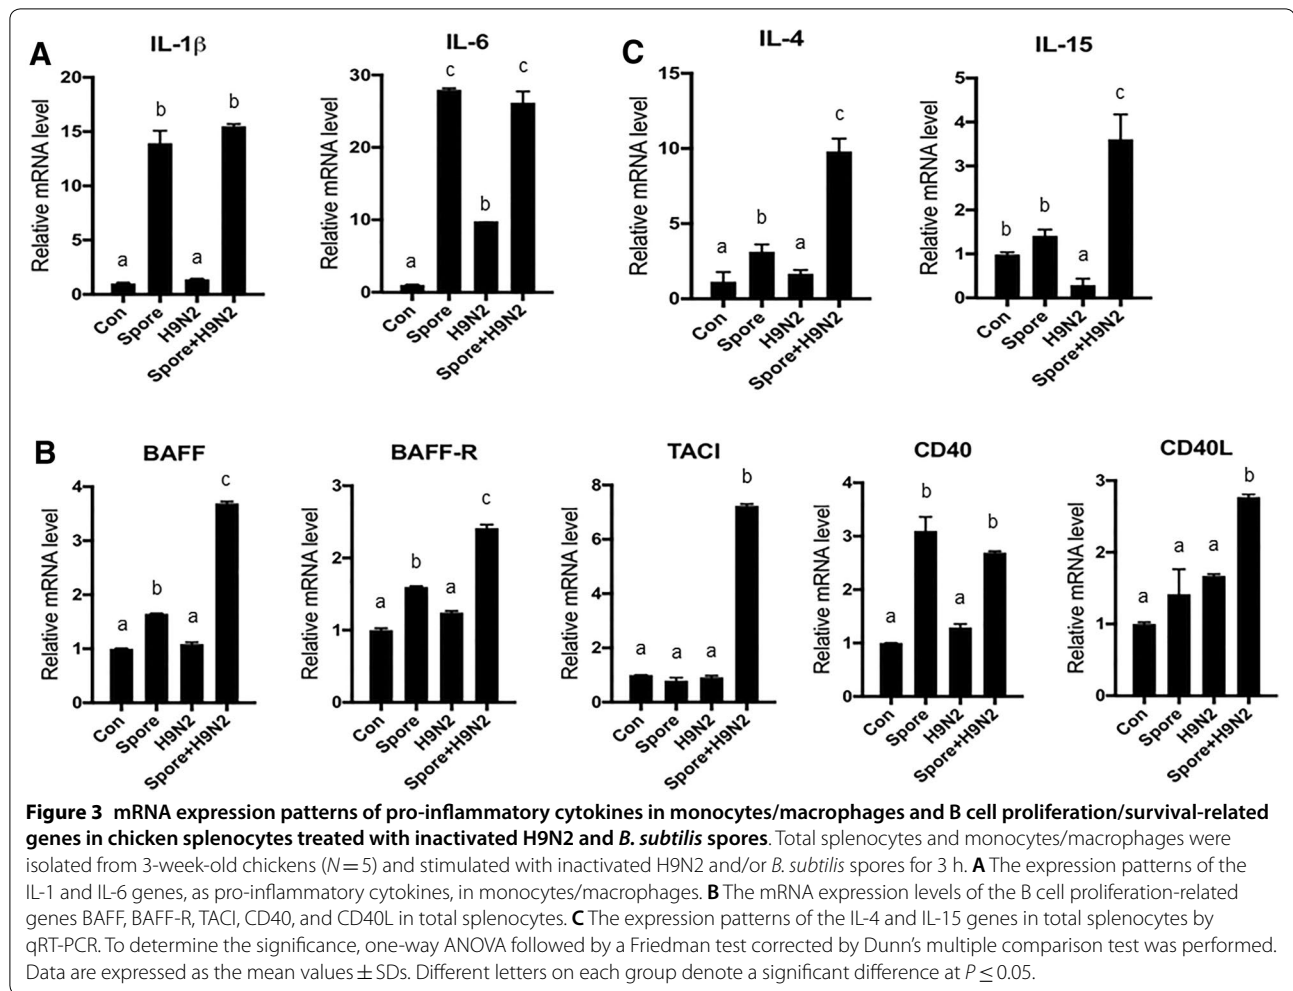 A
IL-1β
Relative mRNA level
20
15
10
5
0
a
b
a
b
Con
Spore
H9N2
Spore+H9N2
IL-6
Relative mRNA level
30
20
10
0
a
c
b
c
Con
Spore
H9N2
Spore+H9N2
C
IL-4
Relative mRNA level
15
10
5
0
a
b
a
c
Con
Spore
H9N2
Spore+H9N2
IL-15
Relative mRNA level
5
4
3
2
1
0
b
b
a
c
Con
Spore
H9N2
Spore+H9N2
B
BAFF
Relative mRNA level
4
3
2
1
0
a
b
a
c
Con
Spore
H9N2
Spore+H9N2
BAFF-R
Relative mRNA level
3
2
1
0
a
b
a
c
Con
Spore
H9N2
Spore+H9N2
TACI
Relative mRNA level
8
6
4
2
0
a
a
a
b
Con
Spore
H9N2
Spore+H9N2
CD40
Relative mRNA level
4
3
2
1
0
a
b
a
b
Con
Spore
H9N2
Spore+H9N2
CD40L
Relative mRNA level
3
2
1
0
a
a
a
b
Con
Spore
H9N2
Spore+H9N2
Figure 3 mRNA expression patterns of pro-inflammatory cytokines in monocytes/macrophages and B cell proliferation/survival-related
genes in chicken splenocytes treated with inactivated H9N2 and B. subtilis spores. Total splenocytes and monocytes/macrophages were
isolated from 3-week-old chickens (N = 5) and stimulated with inactivated H9N2 and/or B. subtilis spores for 3 h. A The expression patterns of the
IL-1 and IL-6 genes, as pro-inflammatory cytokines, in monocytes/macrophages. B The mRNA expression levels of the B cell proliferation-related
genes BAFF, BAFF-R, TACI, CD40, and CD40L in total splenocytes. C The expression patterns of the IL-4 and IL-15 genes in total splenocytes by
qRT-PCR. To determine the significance, one-way ANOVA followed by a Friedman test corrected by Dunn's multiple comparison test was performed.
Data are expressed as the mean values ± SDs. Different letters on each group denote a significant difference at P ≤ 0.05.